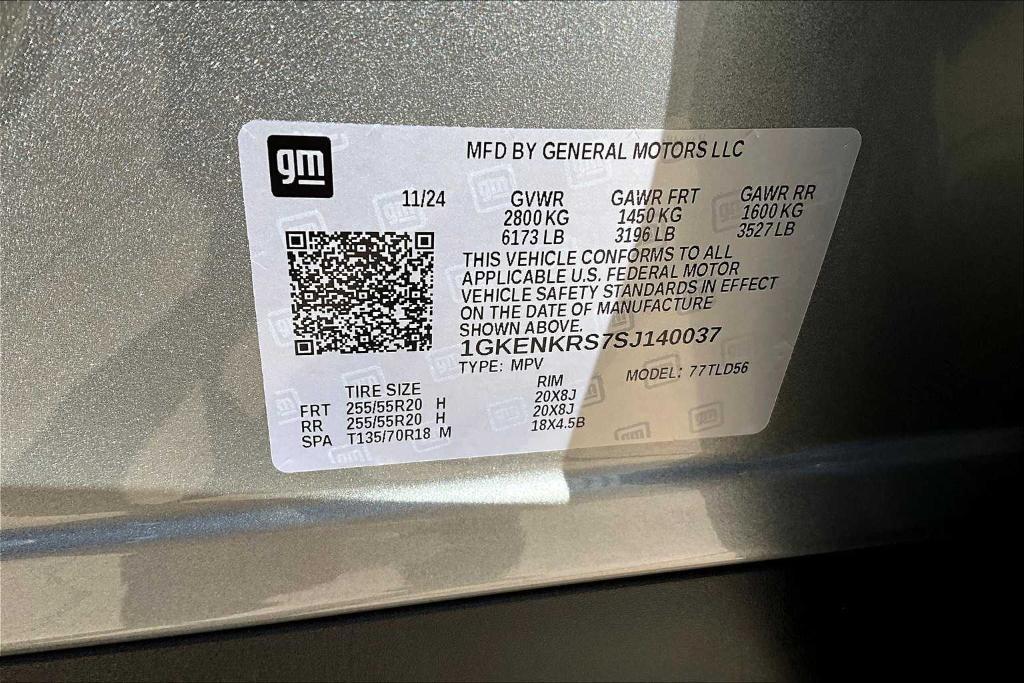 gm
MFD BY GENERAL MOTORS LLC
11/24 GVWR GAWR FRT GAWR RR
2800 KG 1450 KG 1600 KG
6173 LB 3196 LB 3527 LB
THIS VEHICLE CONFORMS TO ALL
APPLICABLE U.S. FEDERAL MOTOR
VEHICLE SAFETY STANDARDS IN EFFECT
ON THE DATE OF MANUFACTURE
SHOWN ABOVE.
1GKENKRS7SJ140037
TYPE: MPV MODEL: 77TLD56
TIRE SIZE RIM
FRT 255/55R20 H 20X8J
RR 255/55R20 H 20X8J
SPA T135/70R18 M 18X4.5B